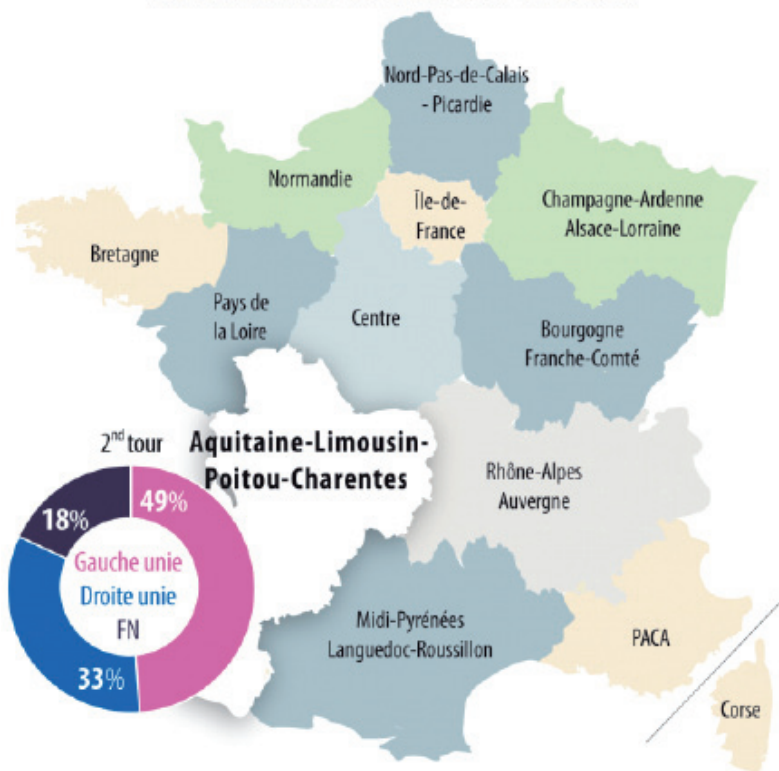 Nord-Pas-de-Calais
- Picardie
Normandie
Île-de-
France
Champagne-Ardenne
Alsace-Lorraine
Bretagne
Pays de
la Loire
Centre
Bourgogne
Franche-Comté
2nd tour
Aquitaine-Limousin-
Poitou-Charentes
Rhône-Alpes
Auvergne
18%
49%
Gauche unie
Droite unie
FN
33%
Midi-Pyrénées
Languedoc-Roussillon
PACA
Corse